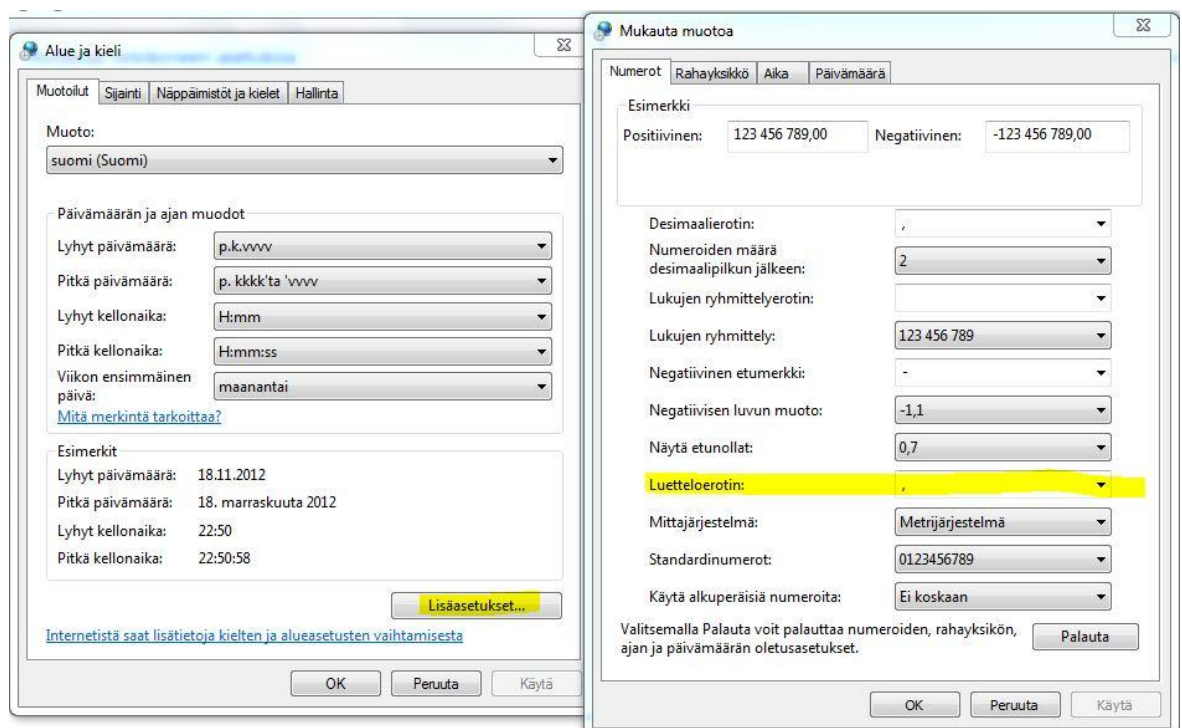 Alue ja kieli
Muotoilut Sijainti Näppäimistöt ja kielet Hallinta
Muoto:
suomi (Suomi)
Päivämäärän ja ajan muodot
Lyhyt päivämäärä: p.k.vvvv
Pitkä päivämäärä: p. kkkk'ta 'vvvv
Lyhyt kellonaika: H:mm
Pitkä kellonaika: H:mm:ss
Viikon ensimmäinen
päivä: maanantai
Mitä merkintä tarkoittaa?
Esimerkit
Lyhyt päivämäärä: 18.11.2012
Pitkä päivämäärä: 18. marraskuuta 2012
Lyhyt kellonaika: 22:50
Pitkä kellonaika: 22:50:58
Lisäasetukset...
Internetistä saat lisätietoja kielten ja alueasetusten vaihtamisesta
OK Peruuta Käytä
Mukauta muotoa
Numerot Rahayksikkö Aika Päivämäärä
Esimerkki
Positiivinen: 123 456 789,00 Negatiivinen: -123 456 789,00
Desimaalierotin: ,
Numeroiden määrä
desimaalipilkun jälkeen: 2
Lukujen ryhmittelyerotin:
Lukujen ryhmittely: 123 456 789
Negatiivinen etumerkki: -
Negatiivisen luvun muoto: -1,1
Näytä etunollat: 0,7
Luetteloerotin: ,
Mittajärjestelmä: Metrijärjestelmä
Standardinumerot: 0123456789
Käytä alkuperäisiä numeroita: Ei koskaan
Valitsemalla Palauta voit palauttaa numeroiden, rahayksikön,
ajan ja päivämäärän oletusasetukset. Palauta
OK Peruuta Käytä